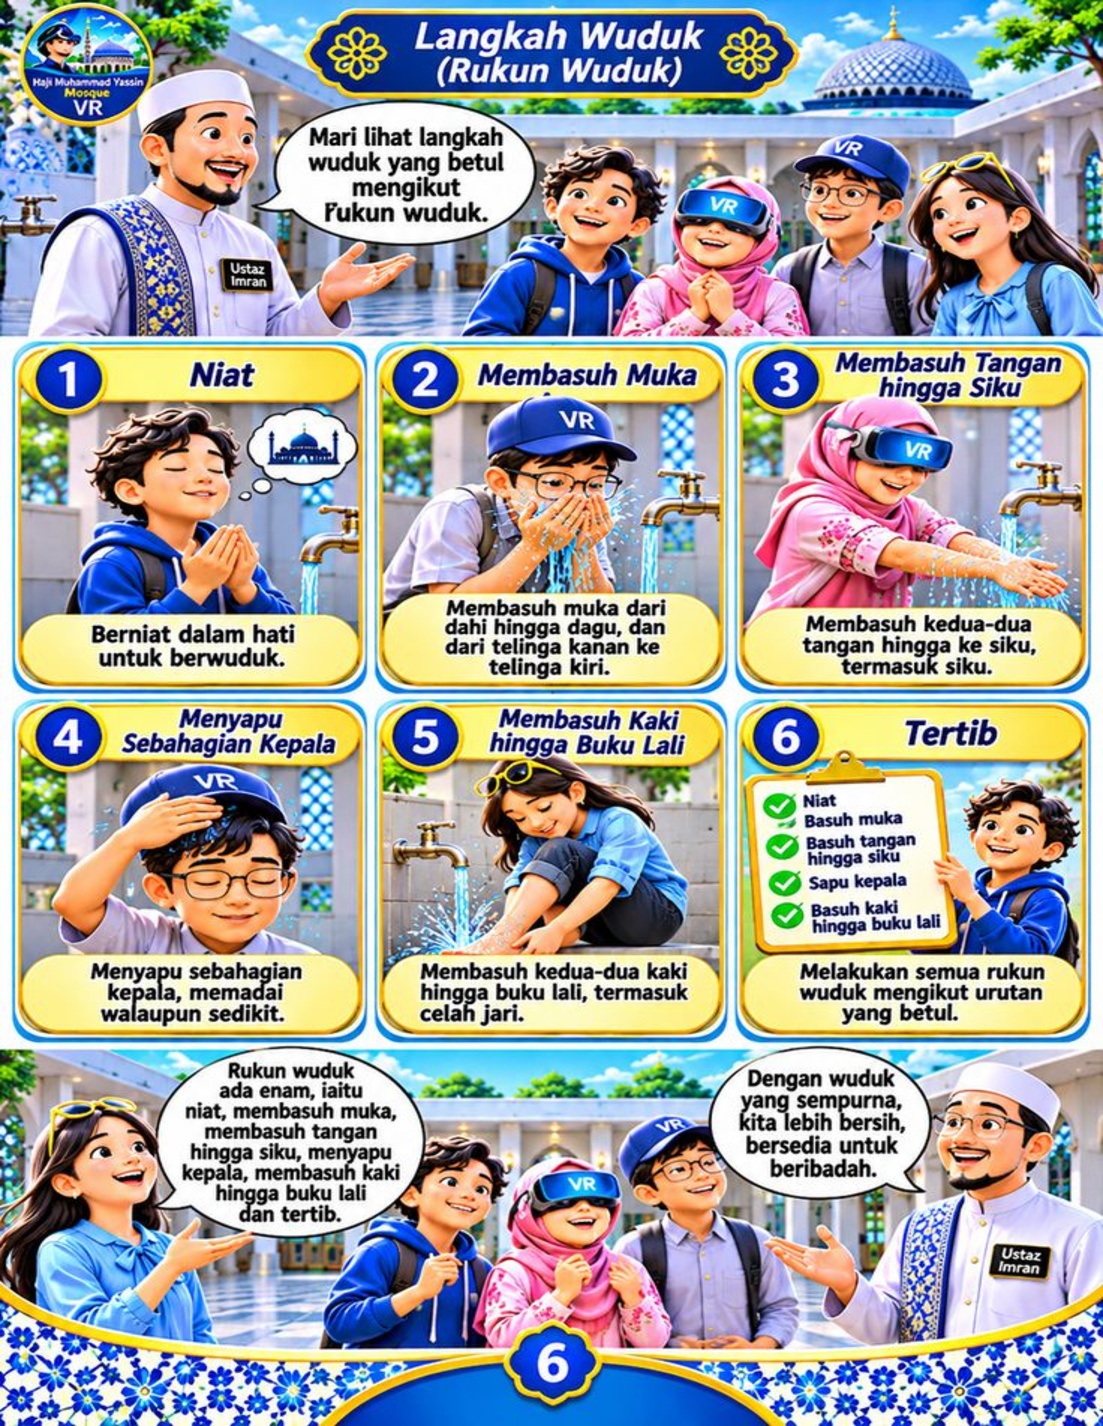 Haji Muhammad Yassin
Mosque
VR
Langkah Wuduk
(Rukun Wuduk)
Mari lihat langkah
wuduk yang betul
mengikut
Fukun wuduk.
Ustaz
Imran
VR
VR
1
Niat
2
Membasuh Muka
3
Membasuh Tangan
hingga Siku
VR
VR
Berniat dalam hati
untuk berwuduk.
Membasuh muka dari
dahi hingga dagu, dan
dari telinga kanan ke
telinga kiri.
Membasuh kedua-dua
tangan hingga ke siku,
termasuk siku.
4
Menyapu
Sebahagian Kepala
5
Membasuh Kaki
hingga Buku Lali
6
Tertib
VR
Niat
Basuh muka
Basuh tangan
hingga siku
Sapu kepala
Basuh kaki
hingga buku lali
Menyapu sebahagian
kepala, memadai
walaupun sedikit.
Membasuh kedua-dua kaki
hingga buku lali, termasuk
celah jari.
Melakukan semua rukun
wuduk mengikut urutan
yang betul.
Rukun wuduk
ada enam, iaitu
niat, membasuh muka,
membasuh tangan
hingga siku, menyapu
kepala, membasuh kaki
hingga buku lali
dan tertib.
VR
VR
Dengan wuduk
yang sempurna,
kita lebih bersih,
bersedia untuk
beribadah.
Ustaz
Imran
6